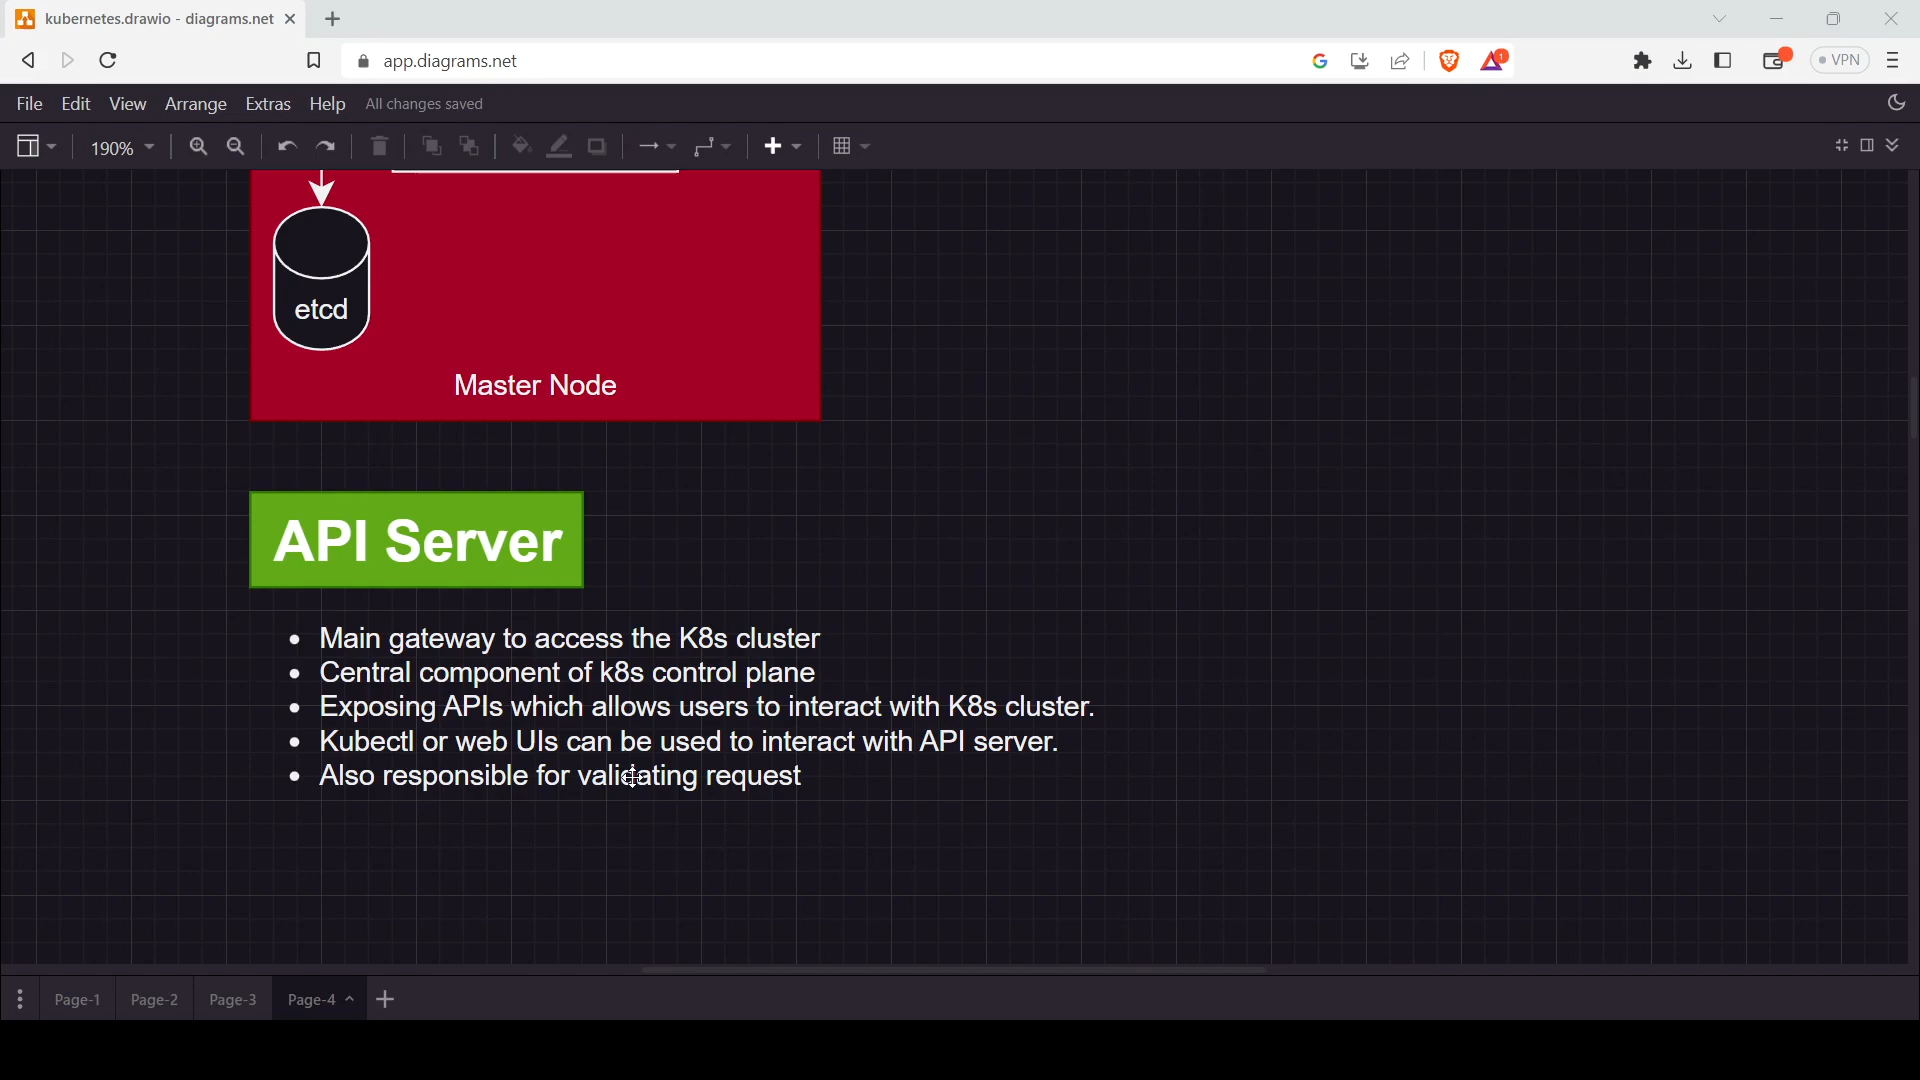 kubernetes.drawio - diagrams.net
app.diagrams.net
1
VPN
File Edit View Arrange Extras Help All changes saved
190%
etcd
Master Node
API Server
Main gateway to access the K8s cluster
Central component of k8s control plane
Exposing APIs which allows users to interact with K8s cluster.
Kubectl or web UIs can be used to interact with API server.
Also responsible for validating request
Page-1 Page-2 Page-3 Page-4